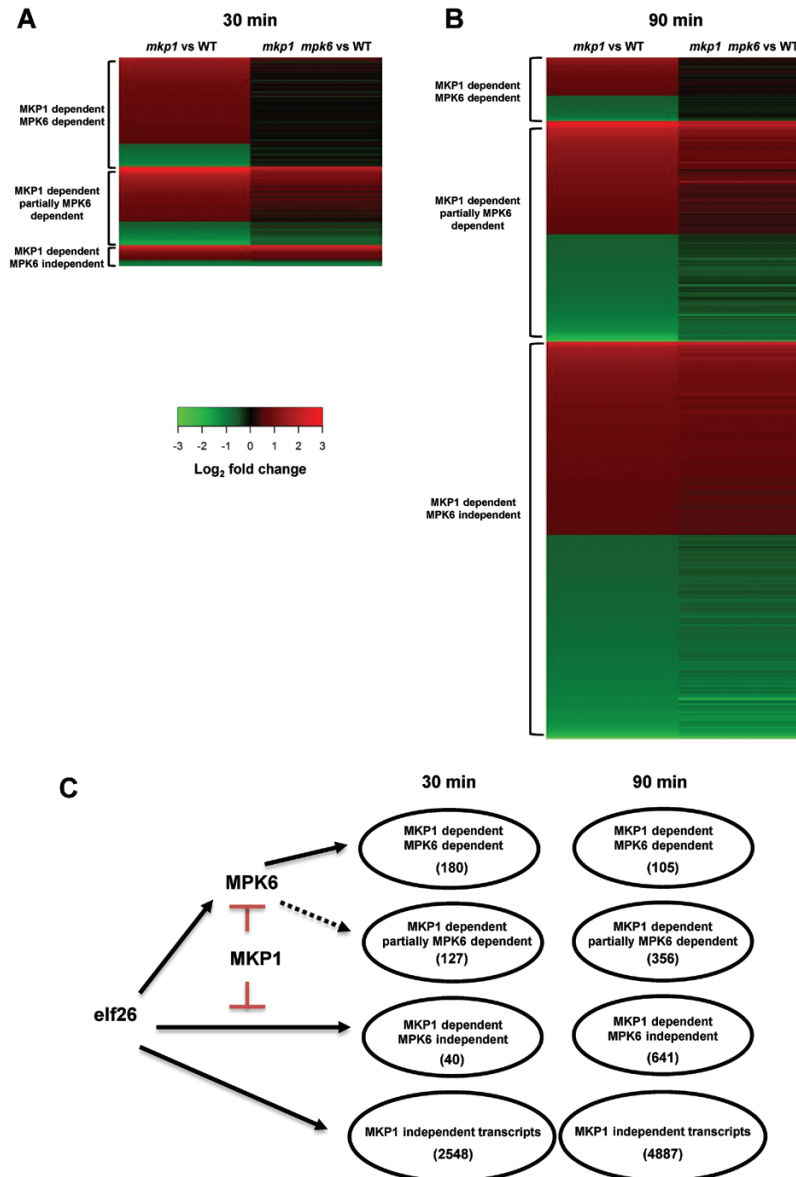 A
30 min
mkp1 vs WT
mkp1 mpk6 vs WT
MKP1 dependent
MPK6 dependent
MKP1 dependent
partially MPK6
dependent
MKP1 dependent
MPK6 independent
-3 -2 -1 0 1 2 3
Log2 fold change
B
90 min
mkp1 vs WT
mkp1 mpk6 vs WT
MKP1 dependent
MPK6 dependent
MKP1 dependent
partially MPK6
dependent
MKP1 dependent
MPK6 independent
C
30 min
90 min
elf26
MPK6
MKP1
MKP1 dependent
MPK6 dependent
(180)
MKP1 dependent
MPK6 dependent
(105)
MKP1 dependent
partially MPK6 dependent
(127)
MKP1 dependent
partially MPK6 dependent
(356)
MKP1 dependent
MPK6 independent
(40)
MKP1 dependent
MPK6 independent
(641)
MKP1 independent transcripts
(2548)
MKP1 independent transcripts
(4887)